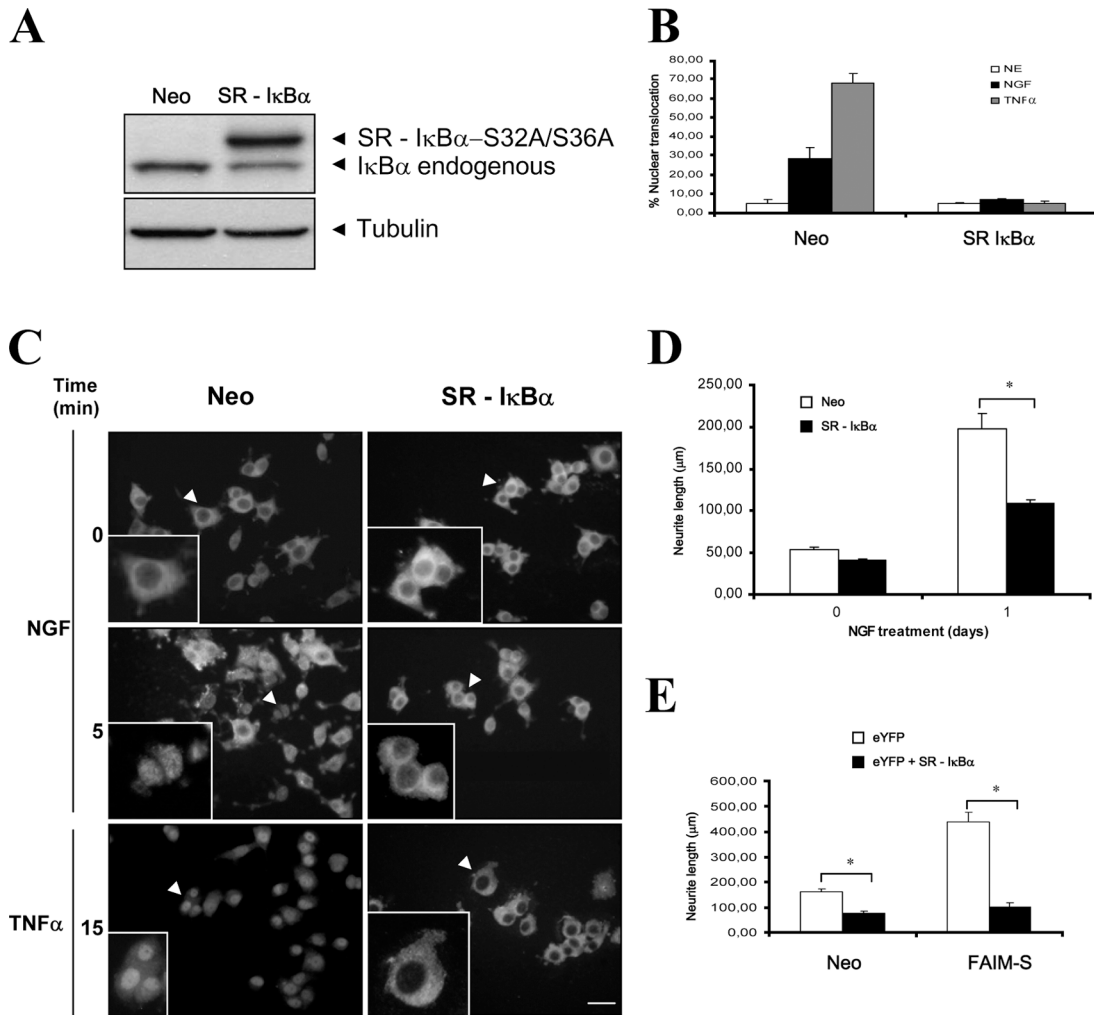 A
Neo SR - IκBα
SR - IκBα–S32A/S36A
IκBα endogenous
Tubulin
B
80,00
70,00
60,00
50,00
40,00
30,00
20,00
10,00
0,00
% Nuclear translocation
NE
NGF
TNFα
Neo SR IκBα
C
Time
(min)
Neo SR - IκBα
0
NGF
5
TNFα
15
D
250,00
200,00
150,00
100,00
50,00
0,00
Neurite length (μm)
Neo
SR - IκBα
*
0 1
NGF treatment (days)
E
eYFP
eYFP + SR - IκBα
600,00
500,00
400,00
300,00
200,00
100,00
0,00
Neurite length (μm)
*
*
Neo FAIM-S